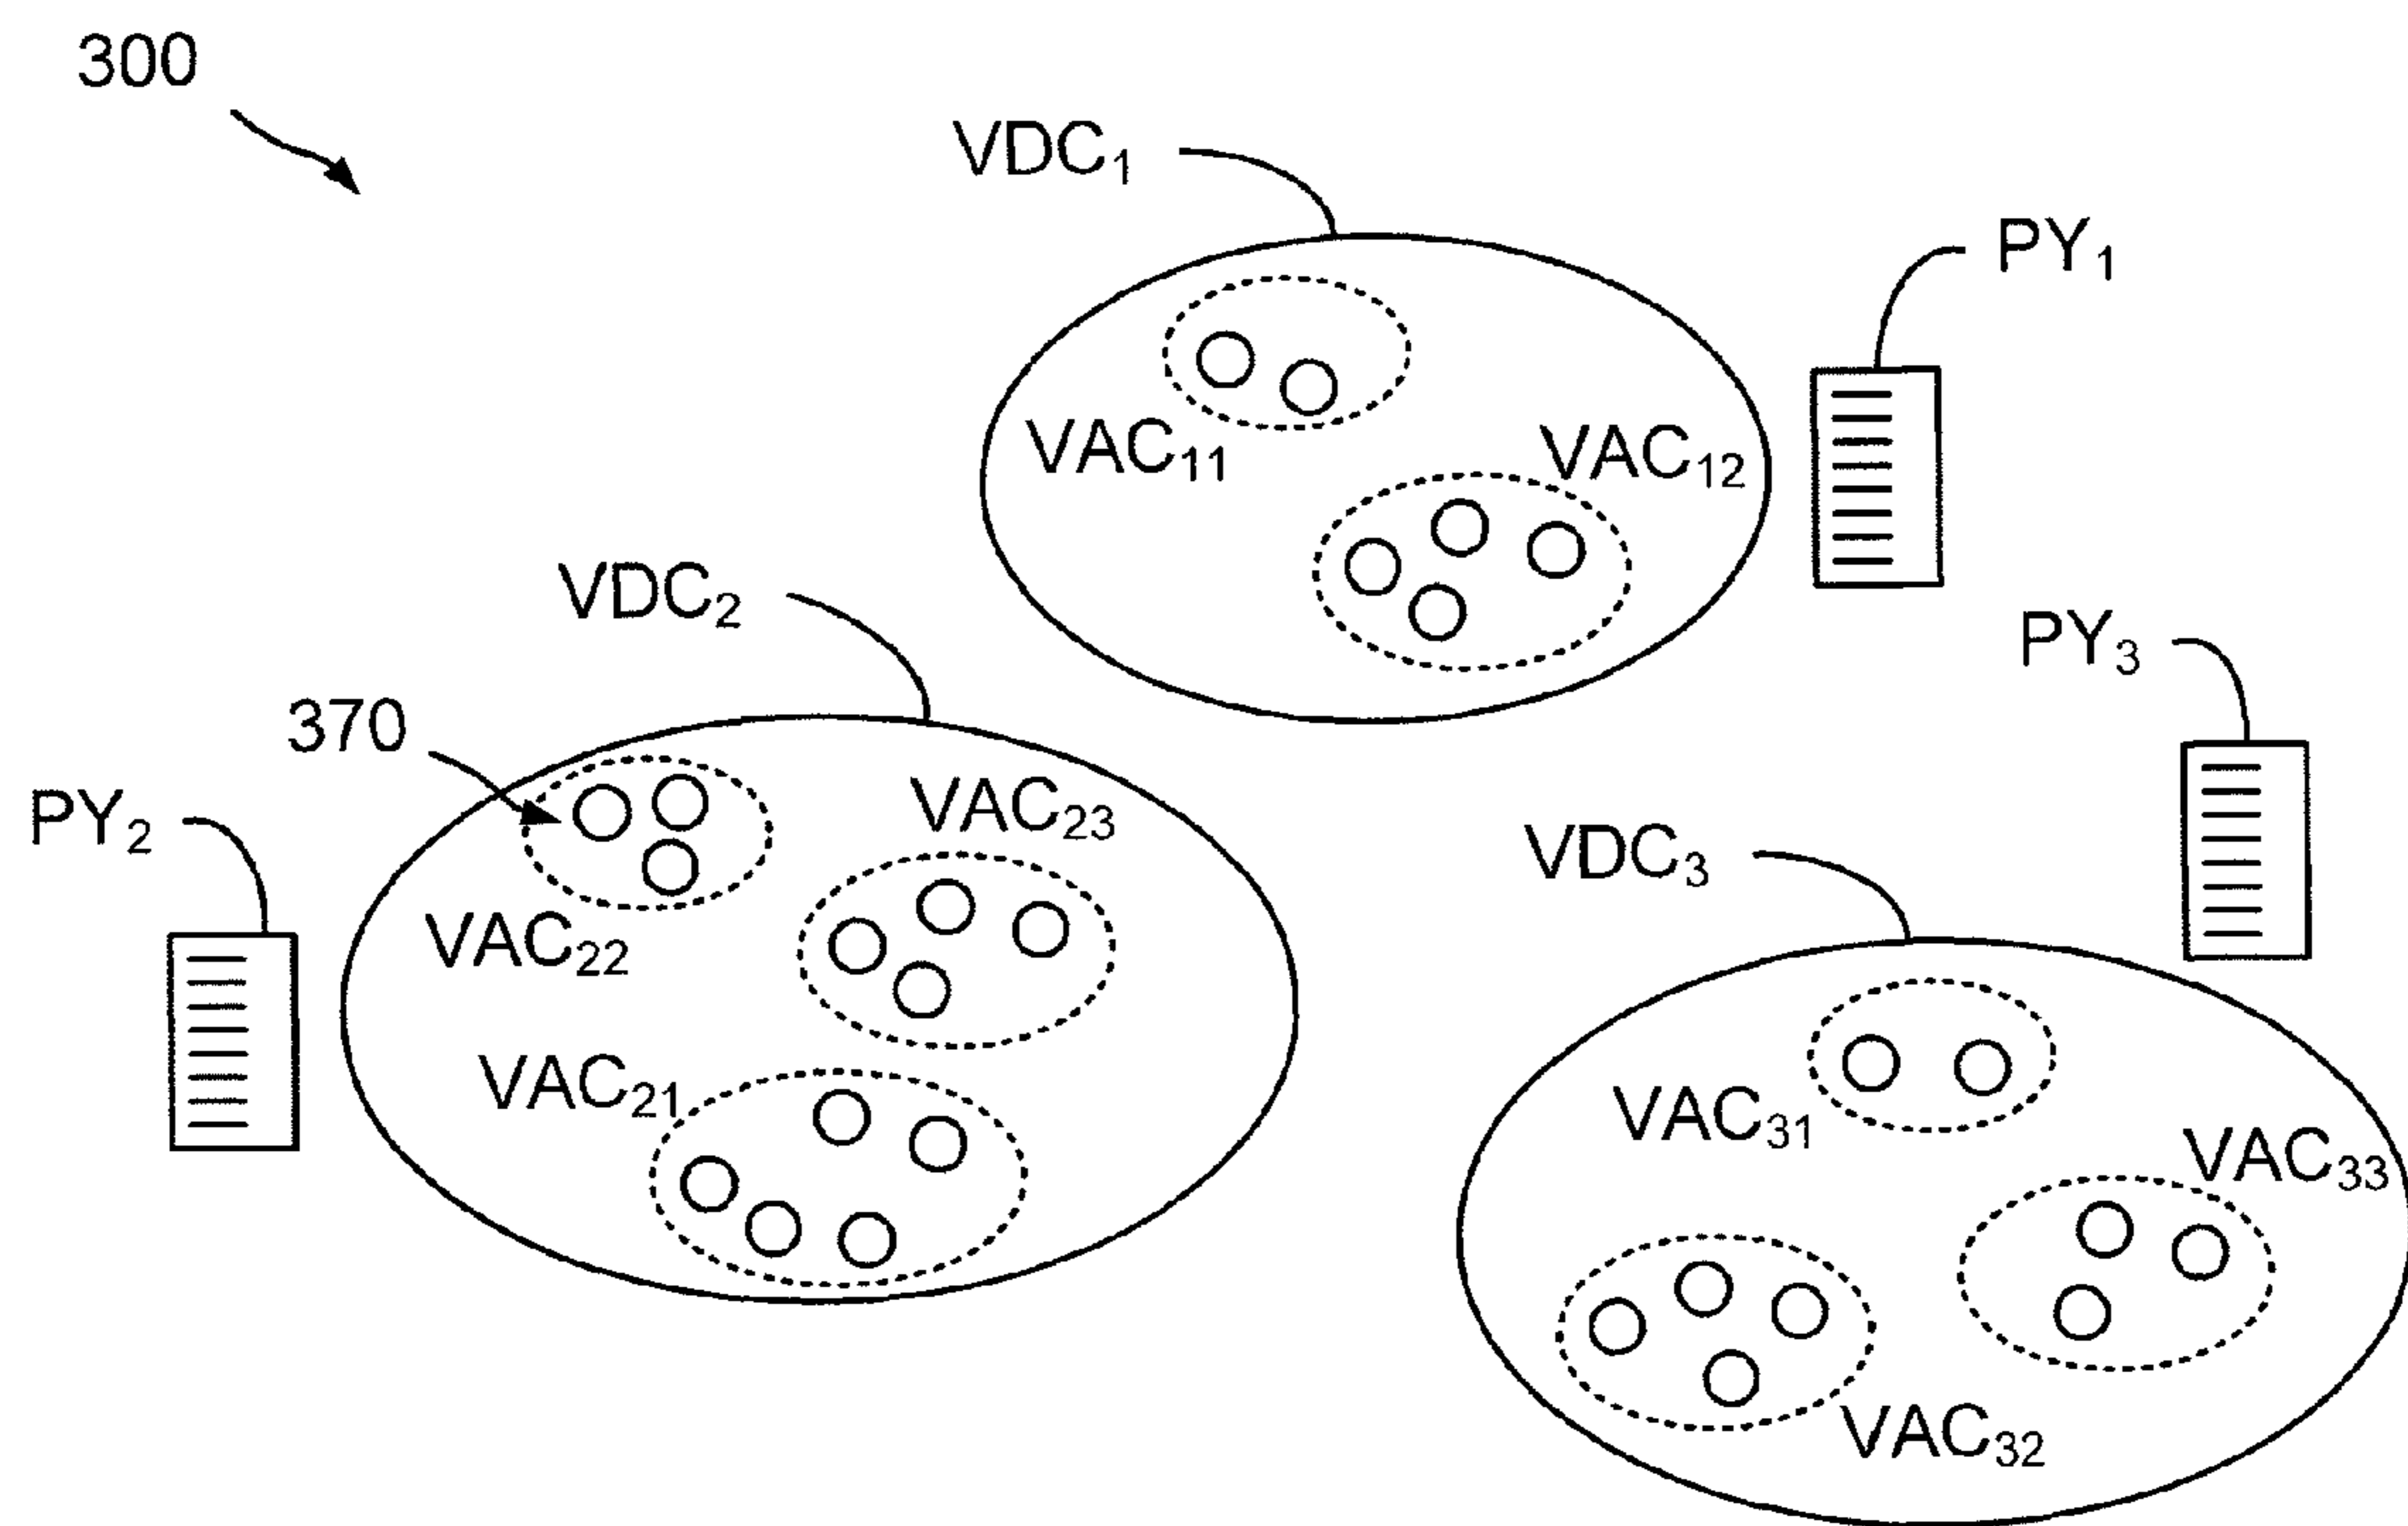 300
VDC₁
PY₁
VAC₁₁
VAC₁₂
VDC₂
PY₃
370
PY₂
VAC₂₃
VDC₃
VAC₂₂
VAC₂₁
VAC₃₁
VAC₃₃
VAC₃₂